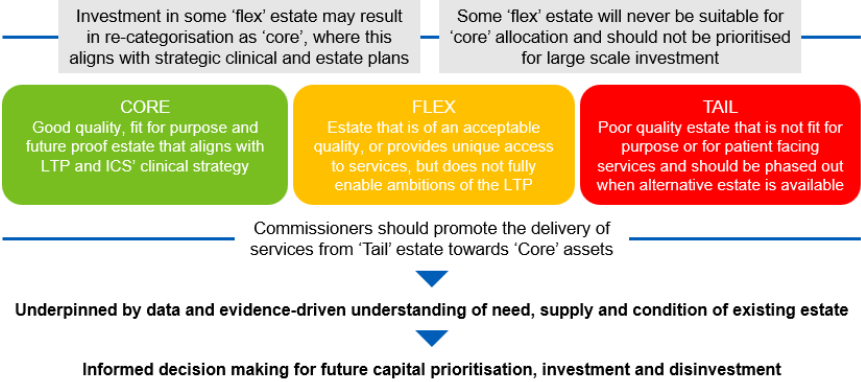 Investment in some ‘flex’ estate may result
in re-categorisation as ‘core’, where this
aligns with strategic clinical and estate plans
Some ‘flex’ estate will never be suitable for
‘core’ allocation and should not be prioritised
for large scale investment
CORE
Good quality, fit for purpose and
future proof estate that aligns with
LTP and ICS’ clinical strategy
FLEX
Estate that is of an acceptable
quality, or provides unique access
to services, but does not fully
enable ambitions of the LTP
TAIL
Poor quality estate that is not fit for
purpose or for patient facing
services and should be phased out
when alternative estate is available
Commissioners should promote the delivery of
services from ‘Tail’ estate towards ‘Core’ assets
Underpinned by data and evidence-driven understanding of need, supply and condition of existing estate
Informed decision making for future capital prioritisation, investment and disinvestment